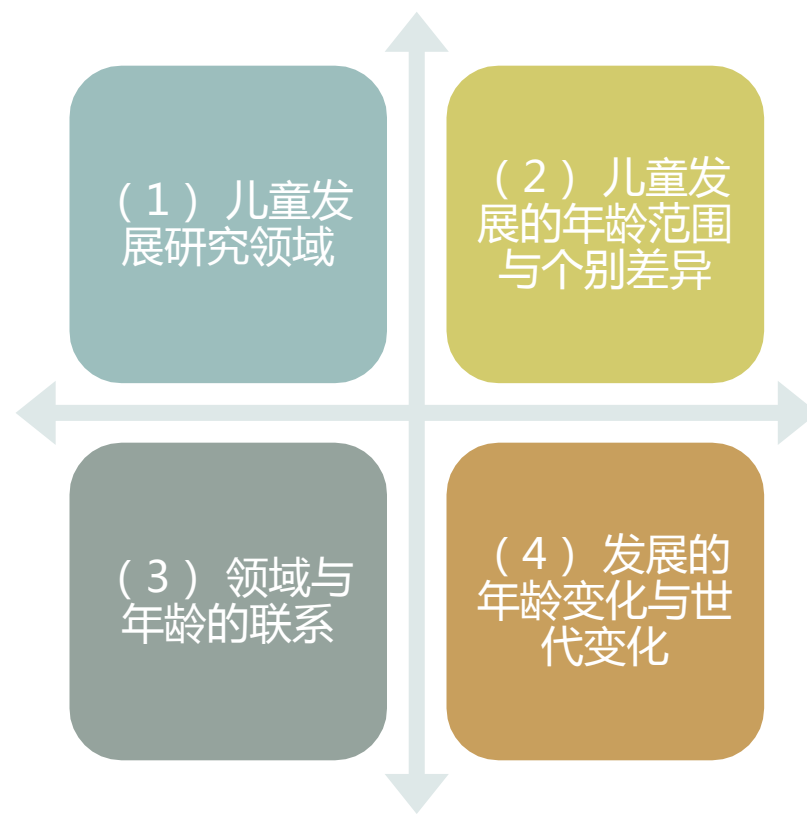 （1） 儿童发
展研究领域
（2） 儿童发
展的年龄范围
与个别差异
（3） 领域与
年龄的联系
（4） 发展的
年龄变化与世
代变化